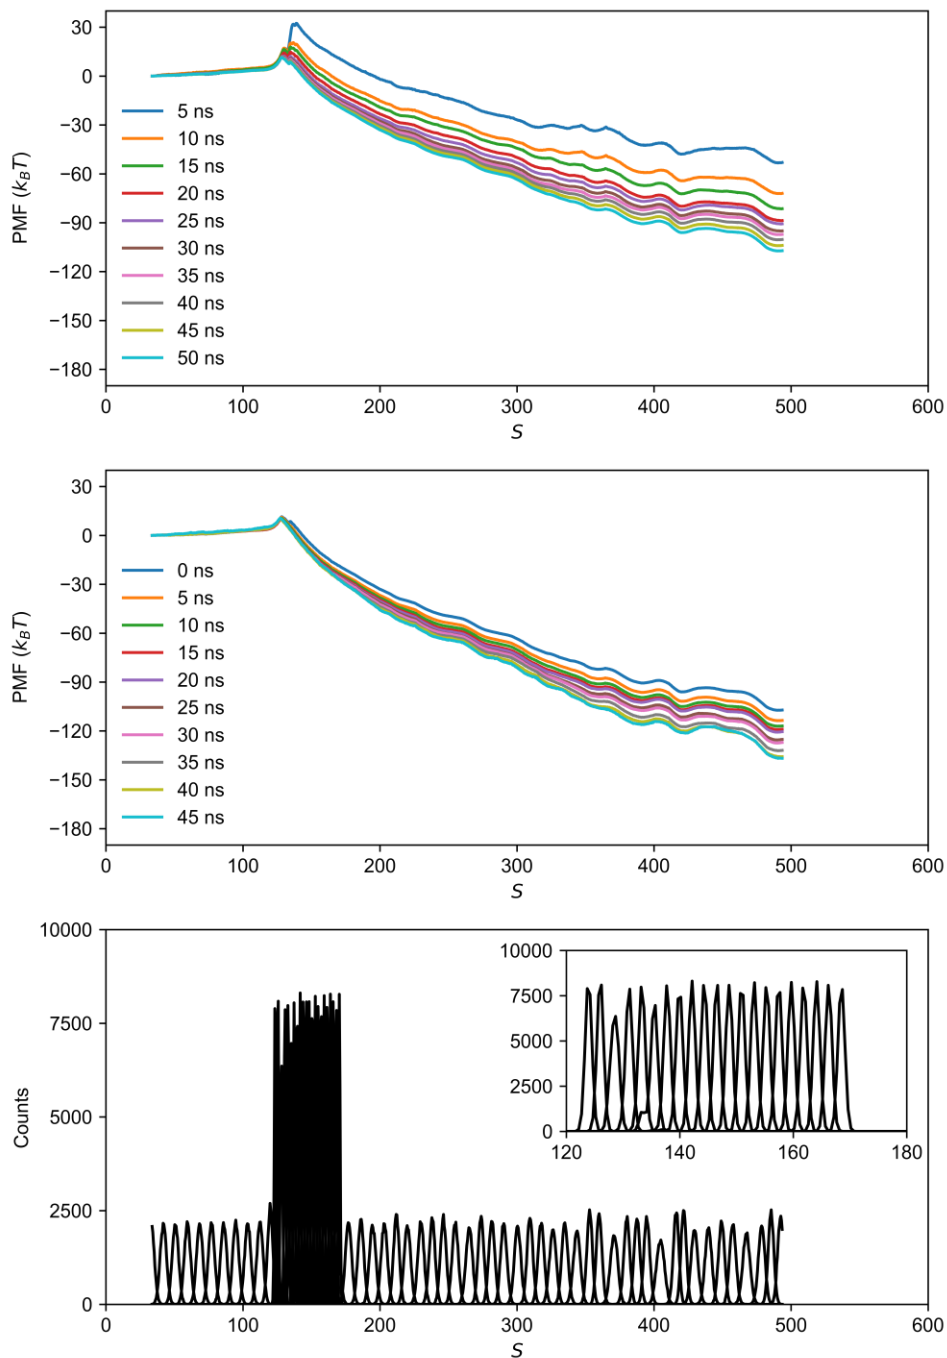 30
0
−30
−60
−90
−120
−150
−180
PMF (k_BT)
5 ns
10 ns
15 ns
20 ns
25 ns
30 ns
35 ns
40 ns
45 ns
50 ns
0 100 200 300 400 500 600
S
30
0
−30
−60
−90
−120
−150
−180
PMF (k_BT)
0 ns
5 ns
10 ns
15 ns
20 ns
25 ns
30 ns
35 ns
40 ns
45 ns
0 100 200 300 400 500 600
S
10000
7500
5000
2500
0
Counts
10000
7500
5000
2500
0
120 140 160 180
0 100 200 300 400 500 600
S